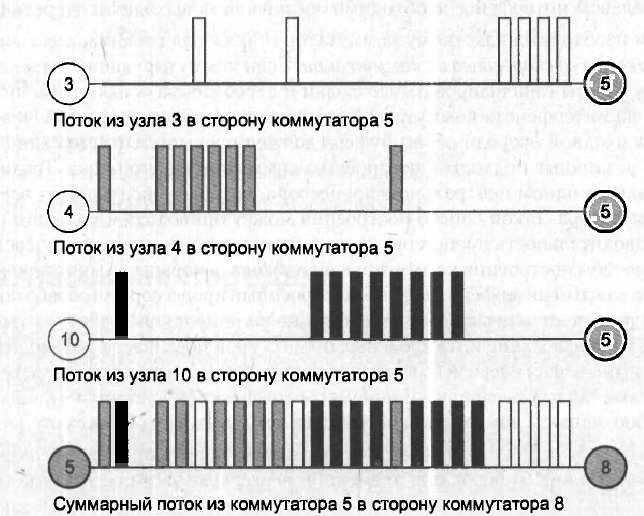 3 5
Поток из узла 3 в сторону коммутатора 5
4 5
Поток из узла 4 в сторону коммутатора 5
10 5
Поток из узла 10 в сторону коммутатора 5
5 8
Суммарный поток из коммутатора 5 в сторону коммутатора 8